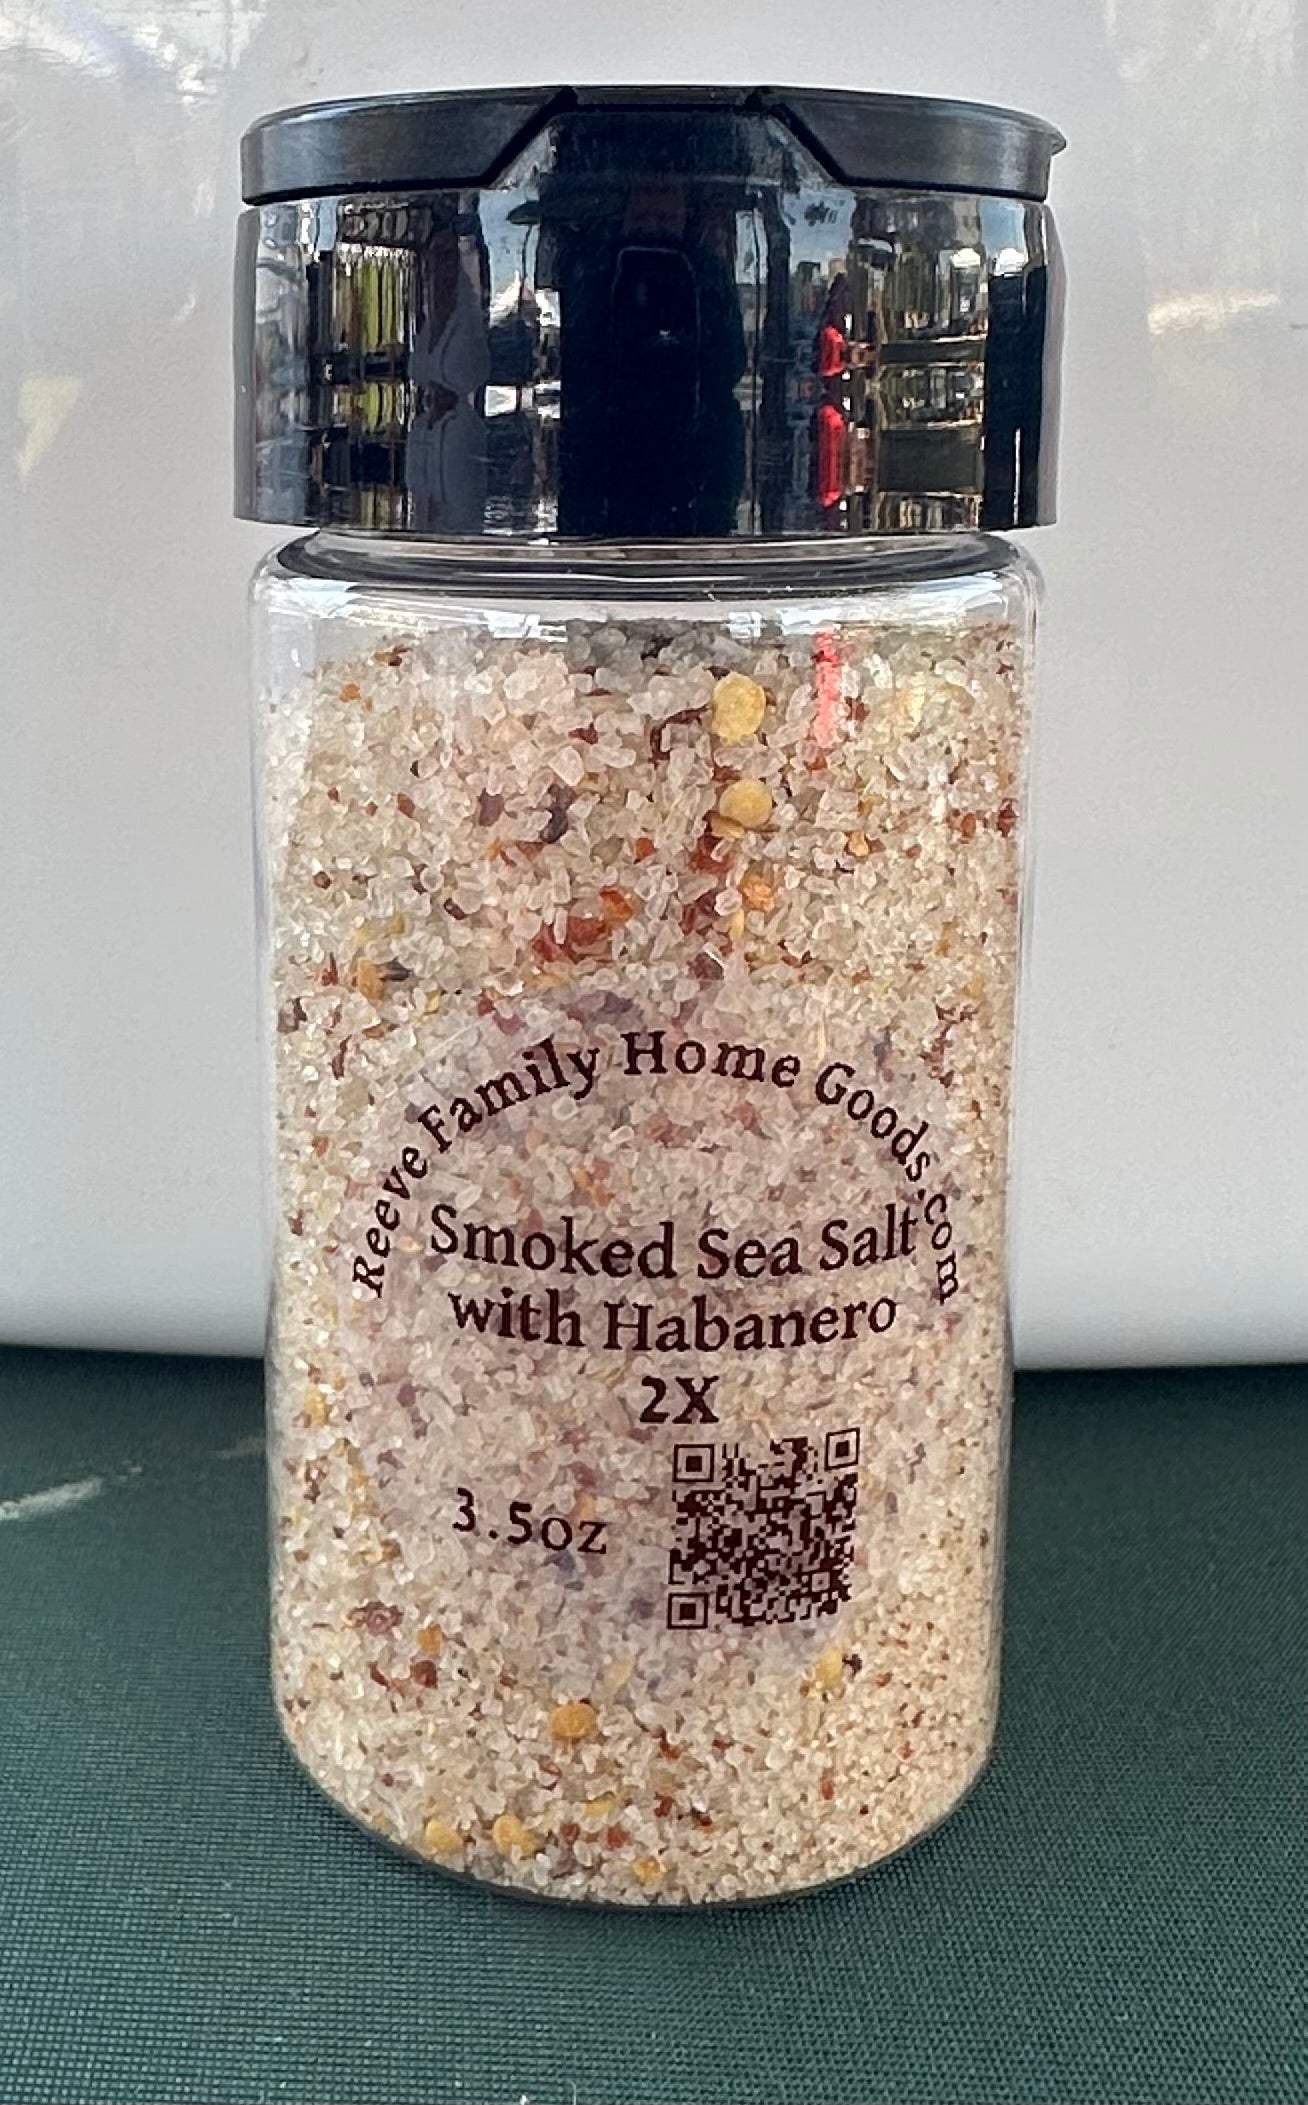 Reeve Family Home Goods.com
Smoked Sea Salt
with Habanero
2X
3.5oz